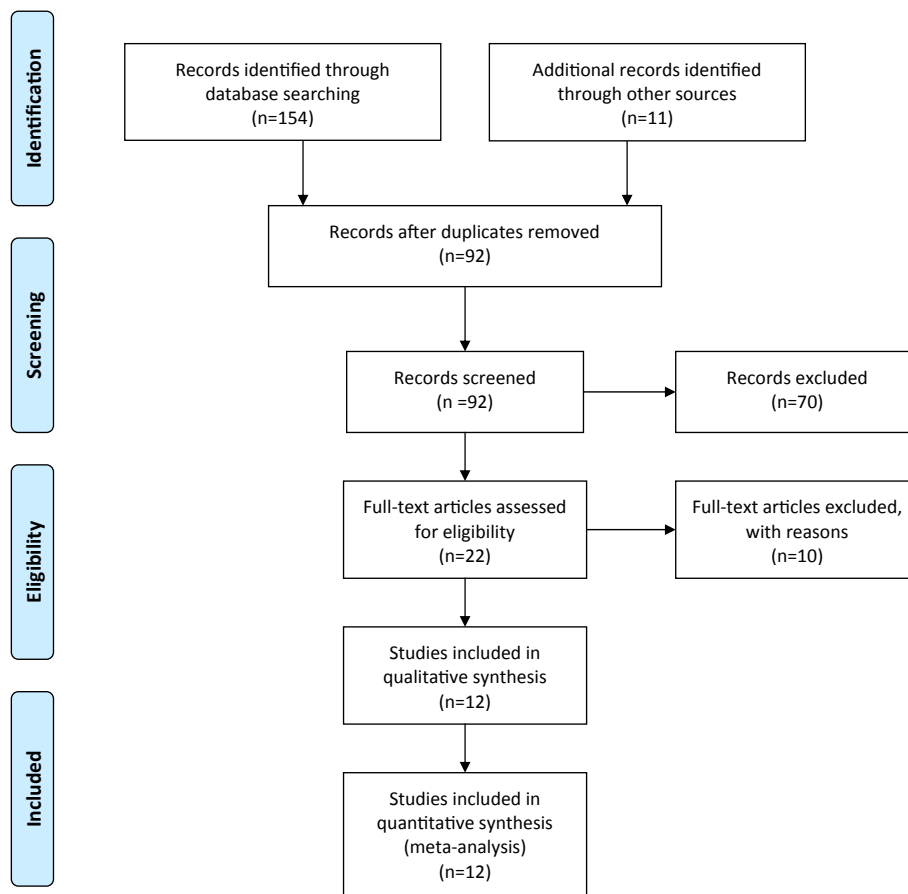 Identification
Records identified through
database searching
(n=154)
Additional records identified
through other sources
(n=11)
Records after duplicates removed
(n=92)
Screening
Records screened
(n =92)
Records excluded
(n=70)
Eligibility
Full-text articles assessed
for eligibility
(n=22)
Full-text articles excluded,
with reasons
(n=10)
Studies included in
qualitative synthesis
(n=12)
Included
Studies included in
quantitative synthesis
(meta-analysis)
(n=12)